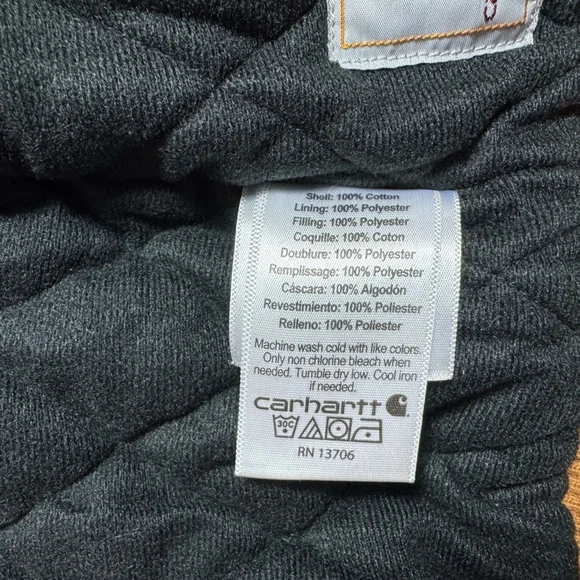 Shell: 100% Cotton
Lining: 100% Polyester
Filling: 100% Polyester
Coquille: 100% Coton
Doublure: 100% Polyester
Remplissage: 100% Polyester
Cáscara: 100% Algodón
Revestimiento: 100% Poliester
Relleno: 100% Poliester
Machine wash cold with like colors.
Only non chlorine bleach when
needed. Tumble dry low. Cool iron
if needed.
carhartt
30C
RN 13706